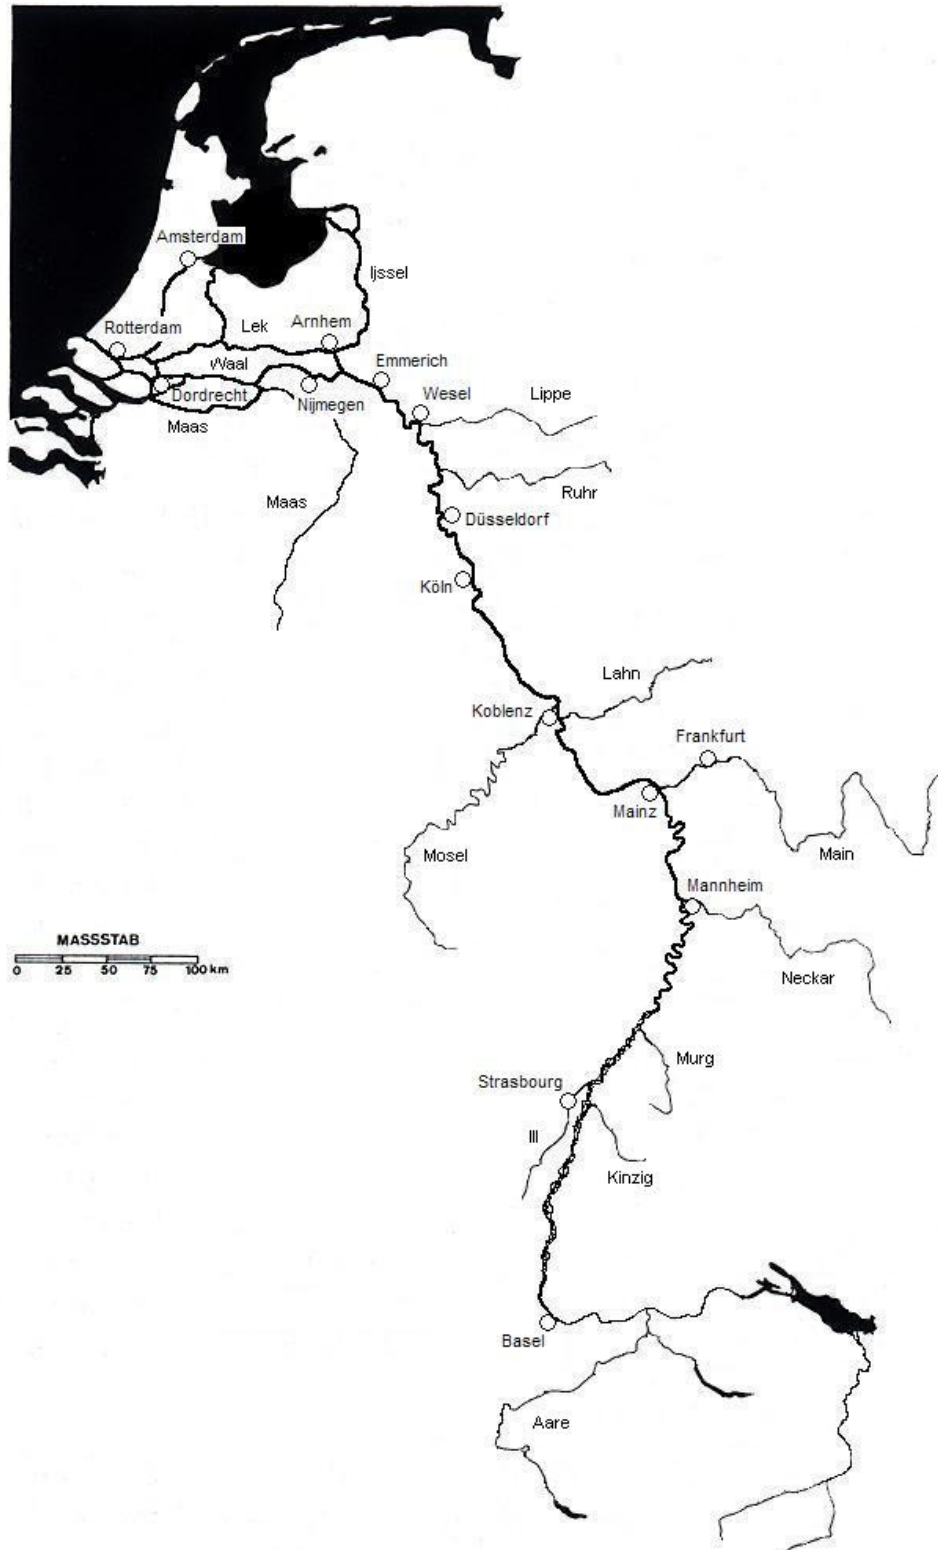 Amsterdam
Ijssel
Rotterdam
Lek
Arnhem
Waal
Emmerich
Dordrecht
Nijmegen
Wesel
Lippe
Maas
Maas
Ruhr
Düsseldorf
Köln
Lahn
Koblenz
Frankfurt
Mainz
Mosel
Main
Mannheim
MASSSTAB
0 25 50 75 100 km
Neckar
Murg
Strasbourg
Ill
Kinzig
Basel
Aare